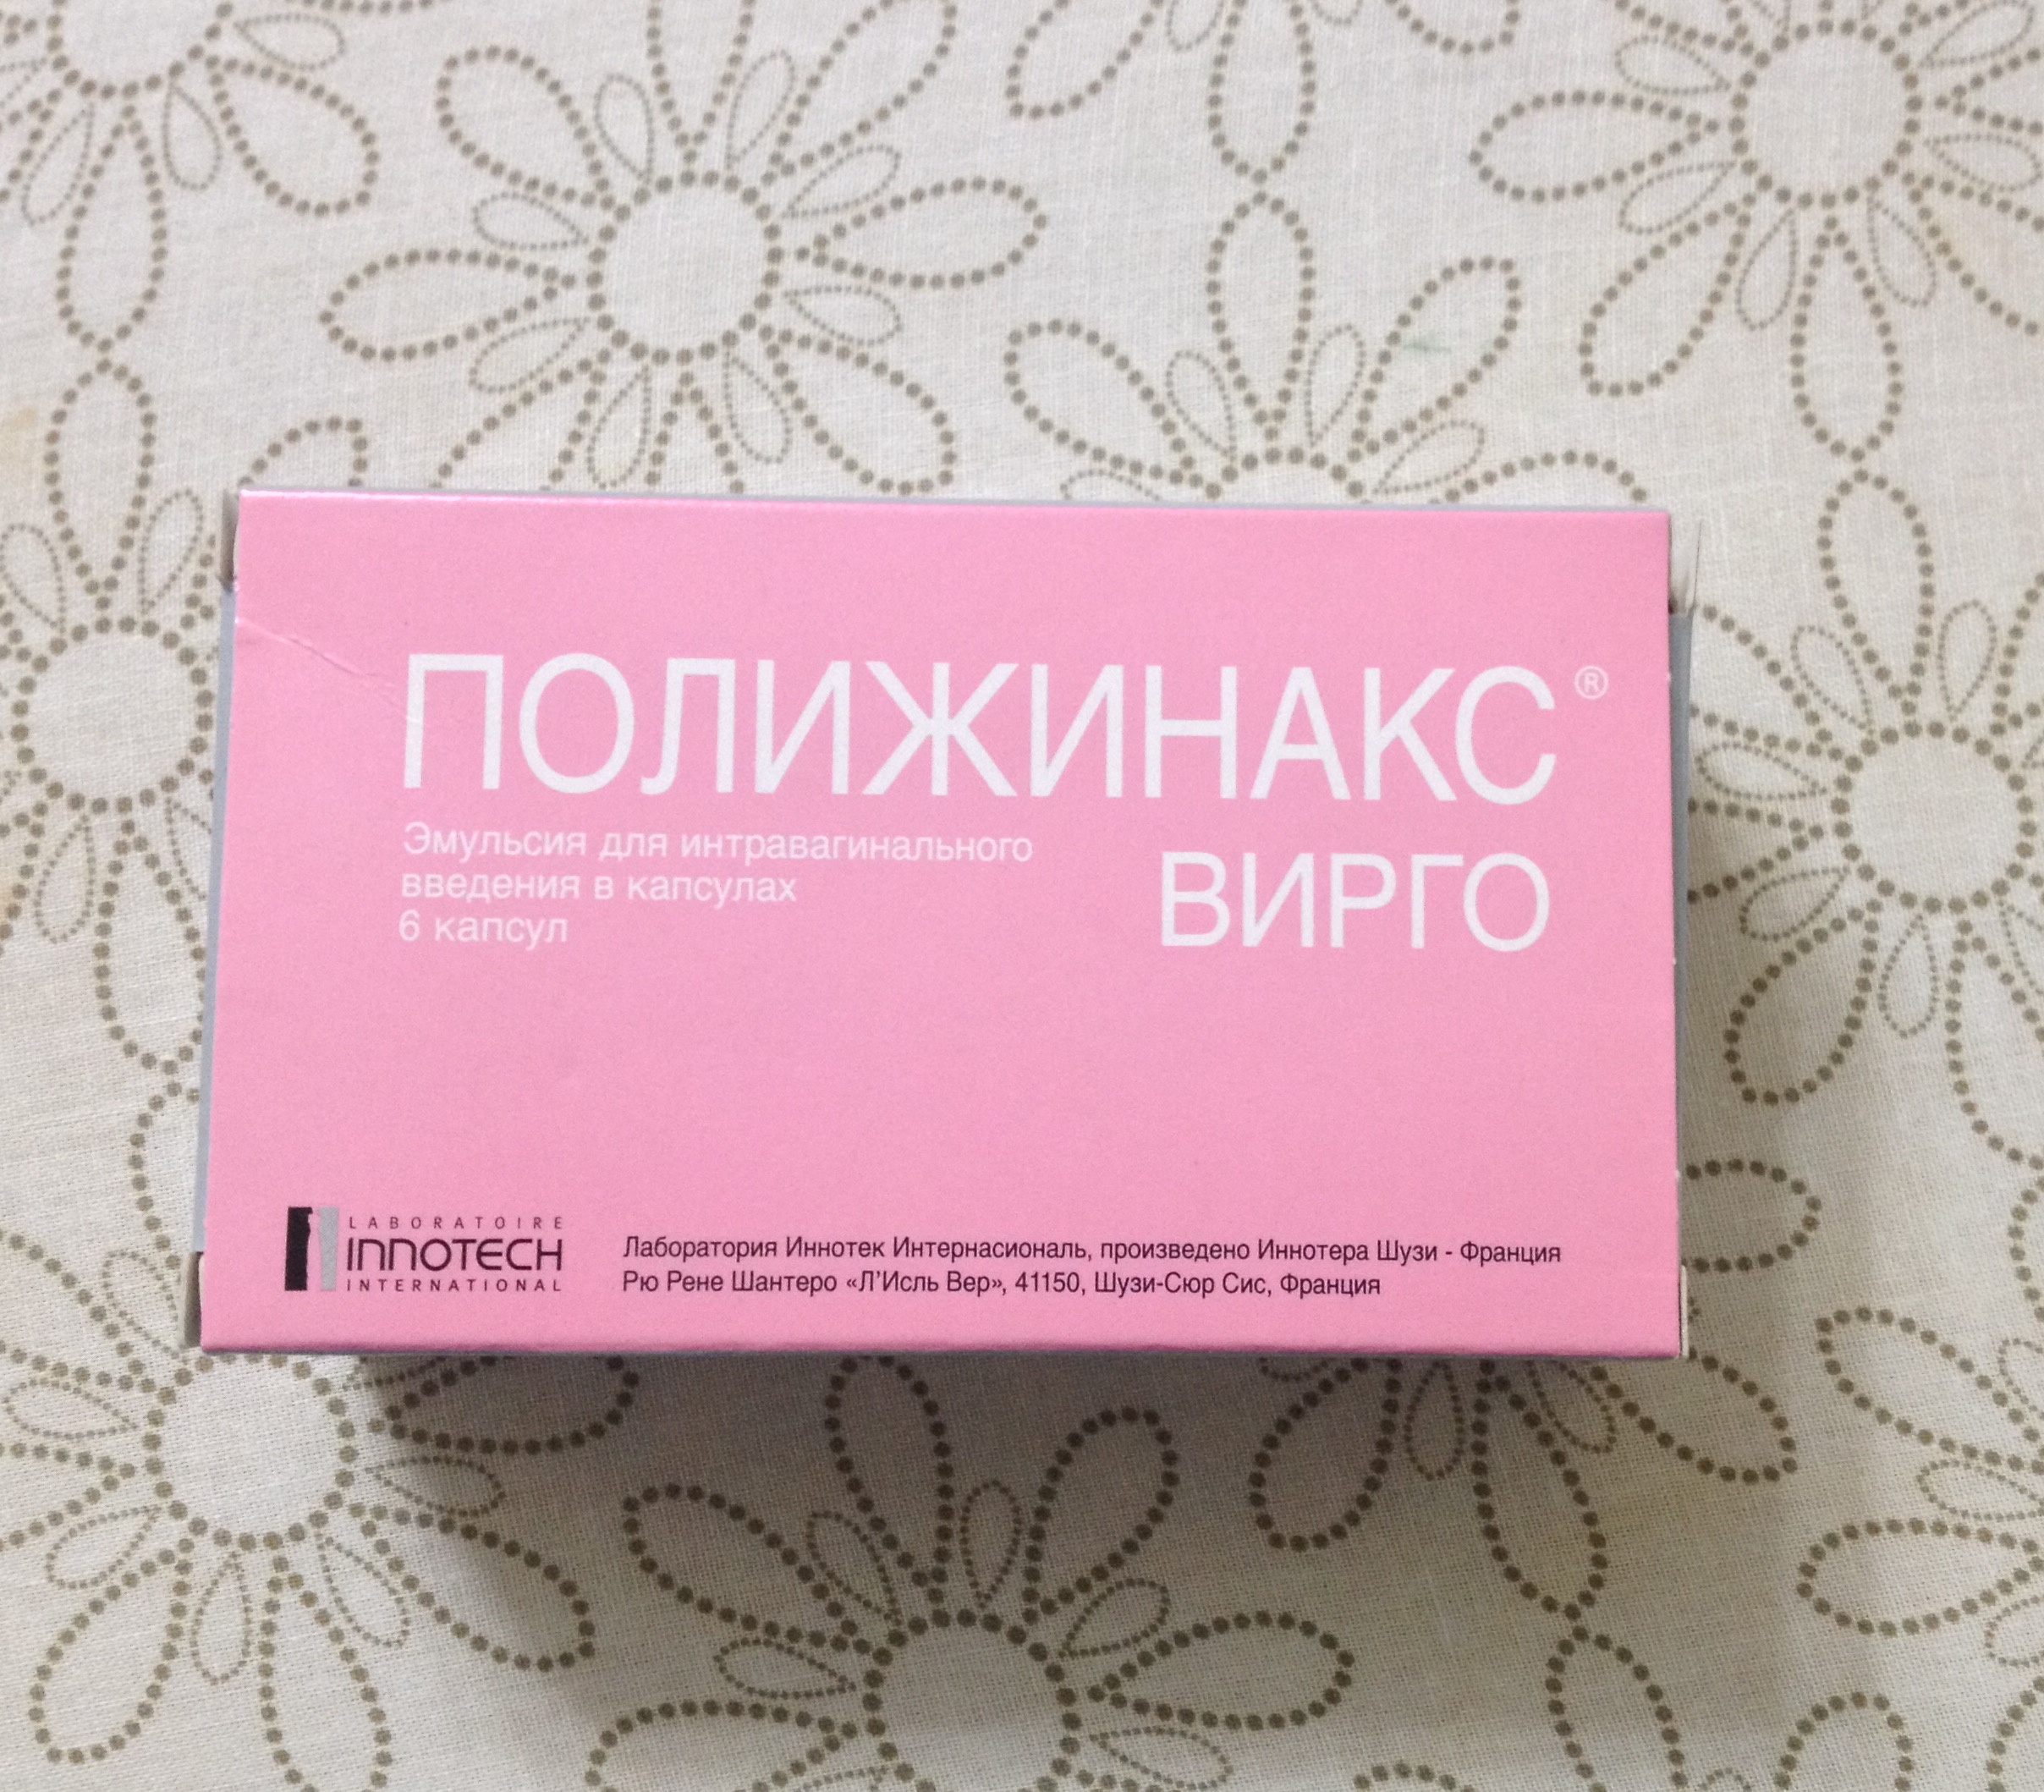 ПОЛИЖИНАКС®
Эмульсия для интравагинального
введения в капсулах
6 капсул
ВИРГО
LABORATOIRE
INNOTECH
INTERNATIONAL
Лаборатория Иннотек Интернасиональ, произведено Иннотера Шузи - Франция
Рю Рене Шантеро «Л'Исль Вер», 41150, Шузи-Сюр Сис, Франция